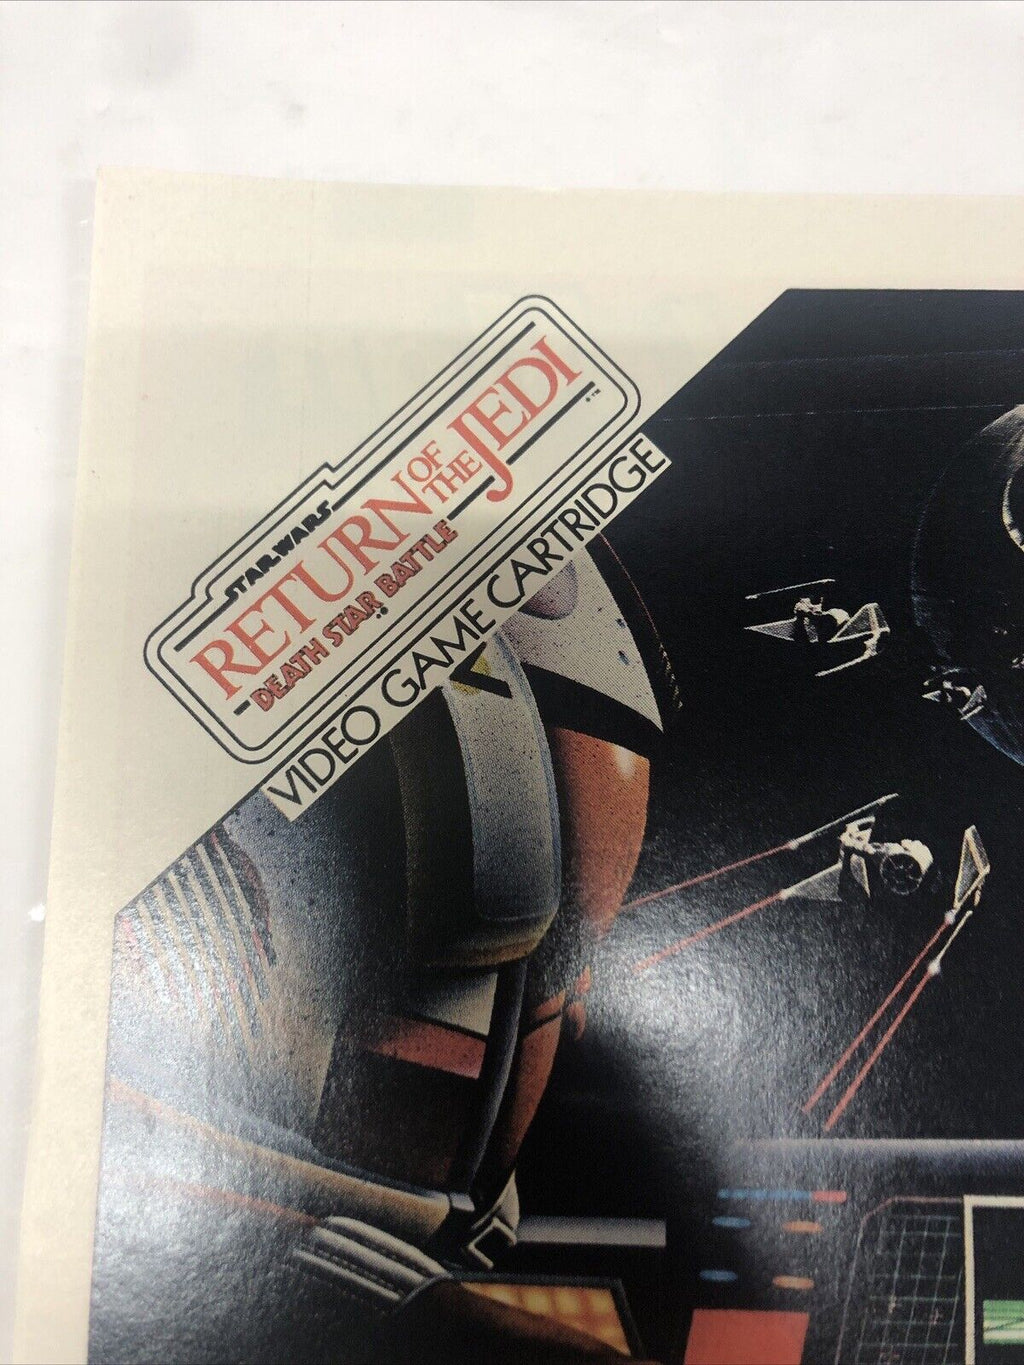 STAR WARS
RETURN OF THE JEDI
DEATH STAR BATTLE
VIDEO GAME CARTRIDGE